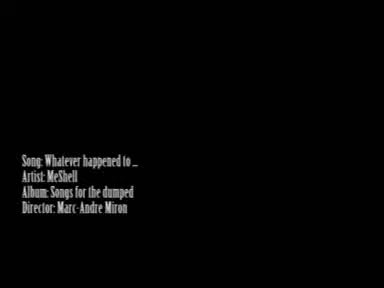 Song: Whatever happened to ...
Artist: MeShell
Album: Songs for the dumped
Director: Marc-Andre Miron